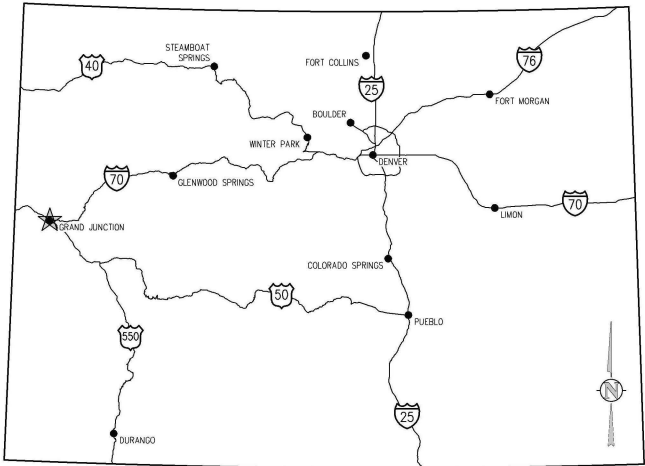 STEAMBOAT
SPRINGS
40
FORT COLLINS
76
25
FORT MORGAN
BOULDER
WINTER PARK
DENVER
70
GLENWOOD SPRINGS
70
LIMON
GRAND JUNCTION
COLORADO SPRINGS
50
PUEBLO
550
N
25
DURANGO